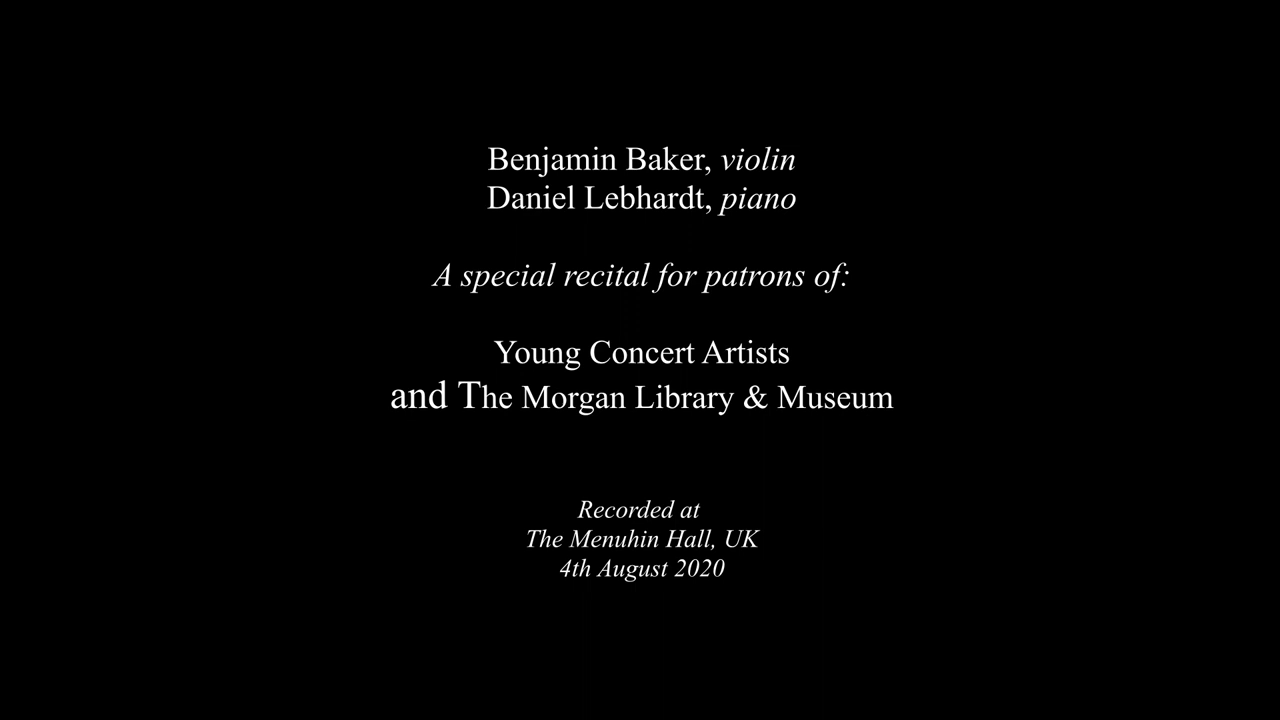 Benjamin Baker, violin
Daniel Lebhardt, piano
A special recital for patrons of:
Young Concert Artists
and The Morgan Library & Museum
Recorded at
The Menuhin Hall, UK
4th August 2020